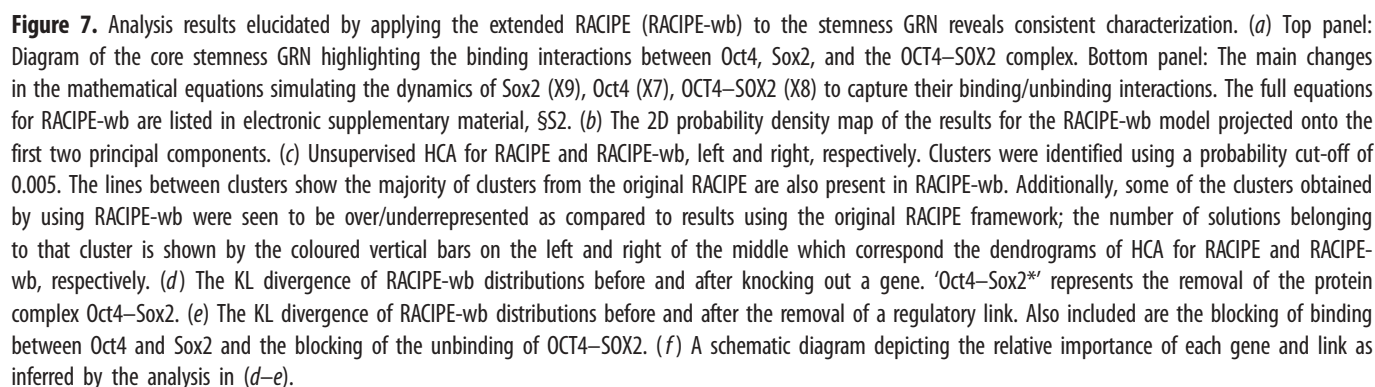 Figure 7. Analysis results elucidated by applying the extended RACIPE (RACIPE-wb) to the stemness GRN reveals consistent characterization. (a) Top panel:
Diagram of the core stemness GRN highlighting the binding interactions between Oct4, Sox2, and the OCT4–SOX2 complex. Bottom panel: The main changes
in the mathematical equations simulating the dynamics of Sox2 (X9), Oct4 (X7), OCT4–SOX2 (X8) to capture their binding/unbinding interactions. The full equations
for RACIPE-wb are listed in electronic supplementary material, §S2. (b) The 2D probability density map of the results for the RACIPE-wb model projected onto the
first two principal components. (c) Unsupervised HCA for RACIPE and RACIPE-wb, left and right, respectively. Clusters were identified using a probability cut-off of
0.005. The lines between clusters show the majority of clusters from the original RACIPE are also present in RACIPE-wb. Additionally, some of the clusters obtained
by using RACIPE-wb were seen to be over/underrepresented as compared to results using the original RACIPE framework; the number of solutions belonging
to that cluster is shown by the coloured vertical bars on the left and right of the middle which correspond the dendrograms of HCA for RACIPE and RACIPE-
wb, respectively. (d) The KL divergence of RACIPE-wb distributions before and after knocking out a gene. ‘Oct4–Sox2*’ represents the removal of the protein
complex Oct4–Sox2. (e) The KL divergence of RACIPE-wb distributions before and after the removal of a regulatory link. Also included are the blocking of binding
between Oct4 and Sox2 and the blocking of the unbinding of OCT4–SOX2. (f) A schematic diagram depicting the relative importance of each gene and link as
inferred by the analysis in (d–e).